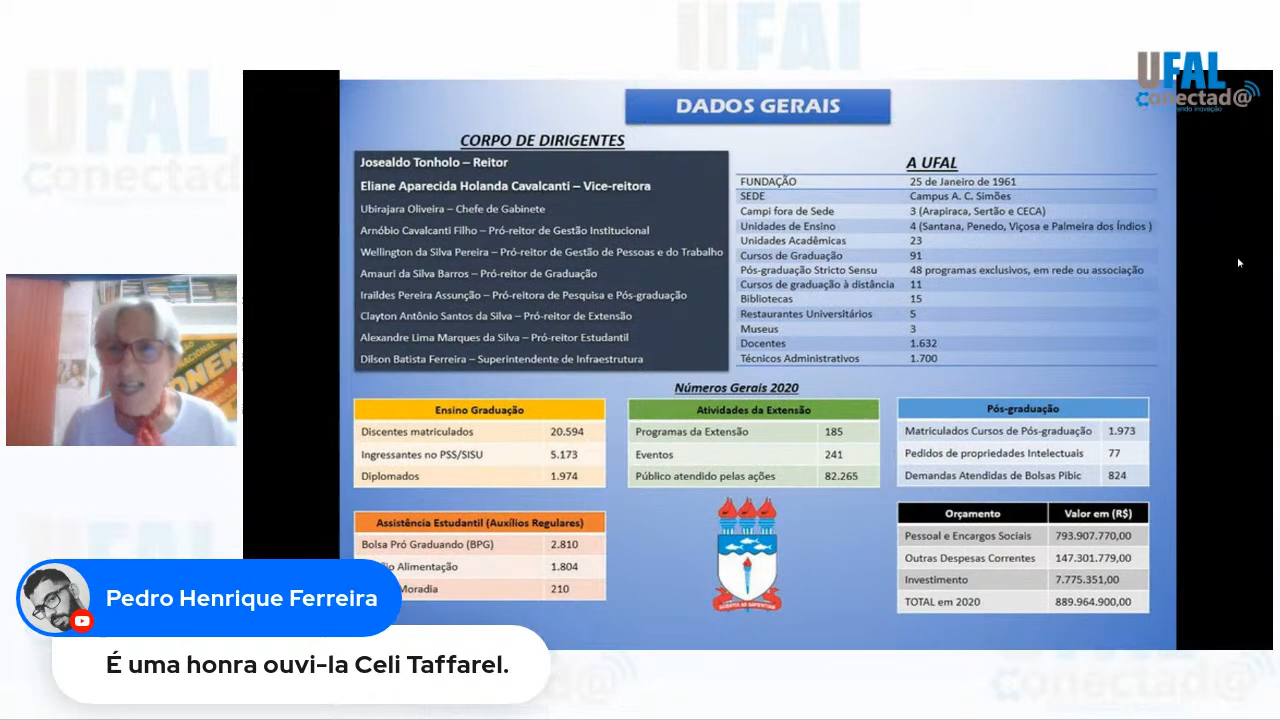 UFAL
conectad@
DADOS GERAIS
CORPO DE DIRIGENTES
Josealdo Tonholo – Reitor
Eliane Aparecida Holanda Cavalcanti – Vice-reitora
Ubirajara Oliveira – Chefe de Gabinete
Arnóbio Cavalcanti Filho – Pró-reitor de Gestão Institucional
Wellington da Silva Pereira – Pró-reitor de Gestão de Pessoas e do Trabalho
Amauri da Silva Barros – Pró-reitor de Graduação
Iraildes Pereira Assunção – Pró-reitora de Pesquisa e Pós-graduação
Clayton Antônio Santos da Silva – Pró-reitor de Extensão
Alexandre Lima Marques da Silva – Pró-reitor Estudantil
Dilson Batista Ferreira – Superintendente de Infraestrutura
A UFAL
FUNDAÇÃO 25 de Janeiro de 1961
SEDE Campus A. C. Simões
Campi fora de Sede 3 (Arapiraca, Sertão e CECA)
Unidades de Ensino 4 (Santana, Penedo, Viçosa e Palmeira dos Índios )
Unidades Acadêmicas 23
Cursos de Graduação 91
Pós-graduação Stricto Sensu 48 programas exclusivos, em rede ou associação
Cursos de graduação à distância 11
Bibliotecas 15
Restaurantes Universitários 5
Museus 3
Docentes 1.632
Técnicos Administrativos 1.700
Números Gerais 2020
Ensino Graduação
Discentes matriculados 20.594
Ingressantes no PSS/SISU 5.173
Diplomados 1.974
Atividades da Extensão
Programas da Extensão 185
Eventos 241
Público atendido pelas ações 82.265
Pós-graduação
Matriculados Cursos de Pós-graduação 1.973
Pedidos de propriedades Intelectuais 77
Demandas Atendidas de Bolsas Pibic 824
Assistência Estudantil (Auxílios Regulares)
Bolsa Pró Graduando (BPG) 2.810
Alimentação 1.804
Moradia 210
Orçamento Valor em (R$)
Pessoal e Encargos Sociais 793.907.770,00
Outras Despesas Correntes 147.301.779,00
Investimento 7.775.351,00
TOTAL em 2020 889.964.900,00
Pedro Henrique Ferreira
É uma honra ouvi-la Celi Taffarel.